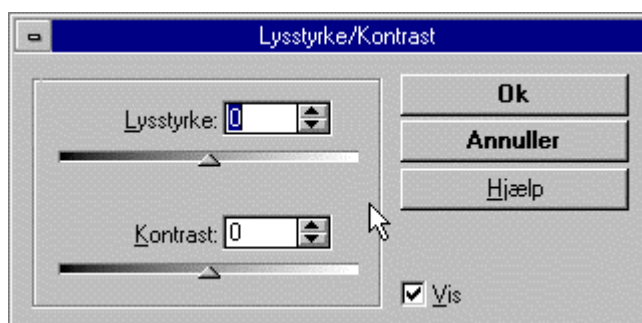 Lysstyrke/Kontrast
Lysstyrke: 0
Kontrast: 0
Ok
Annuller
Hjælp
Vis